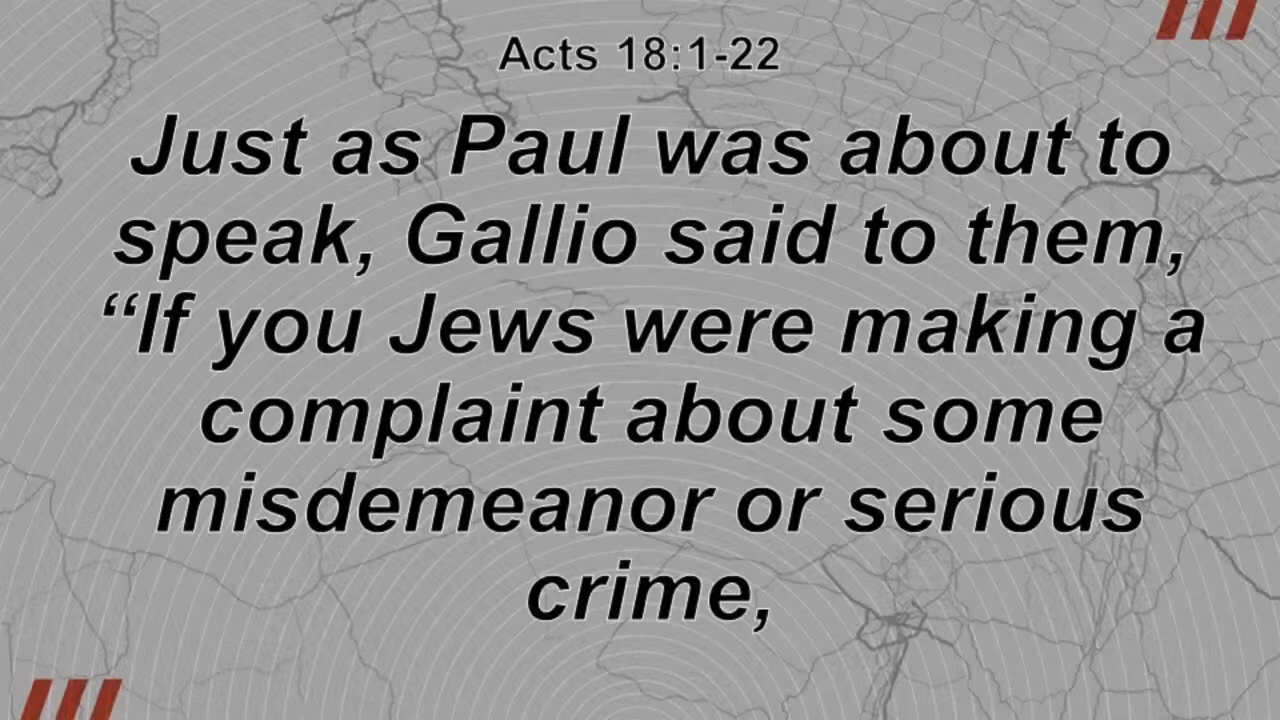 Acts 18:1-22
Just as Paul was about to
speak, Gallio said to them,
“If you Jews were making a
complaint about some
misdemeanor or serious
crime,